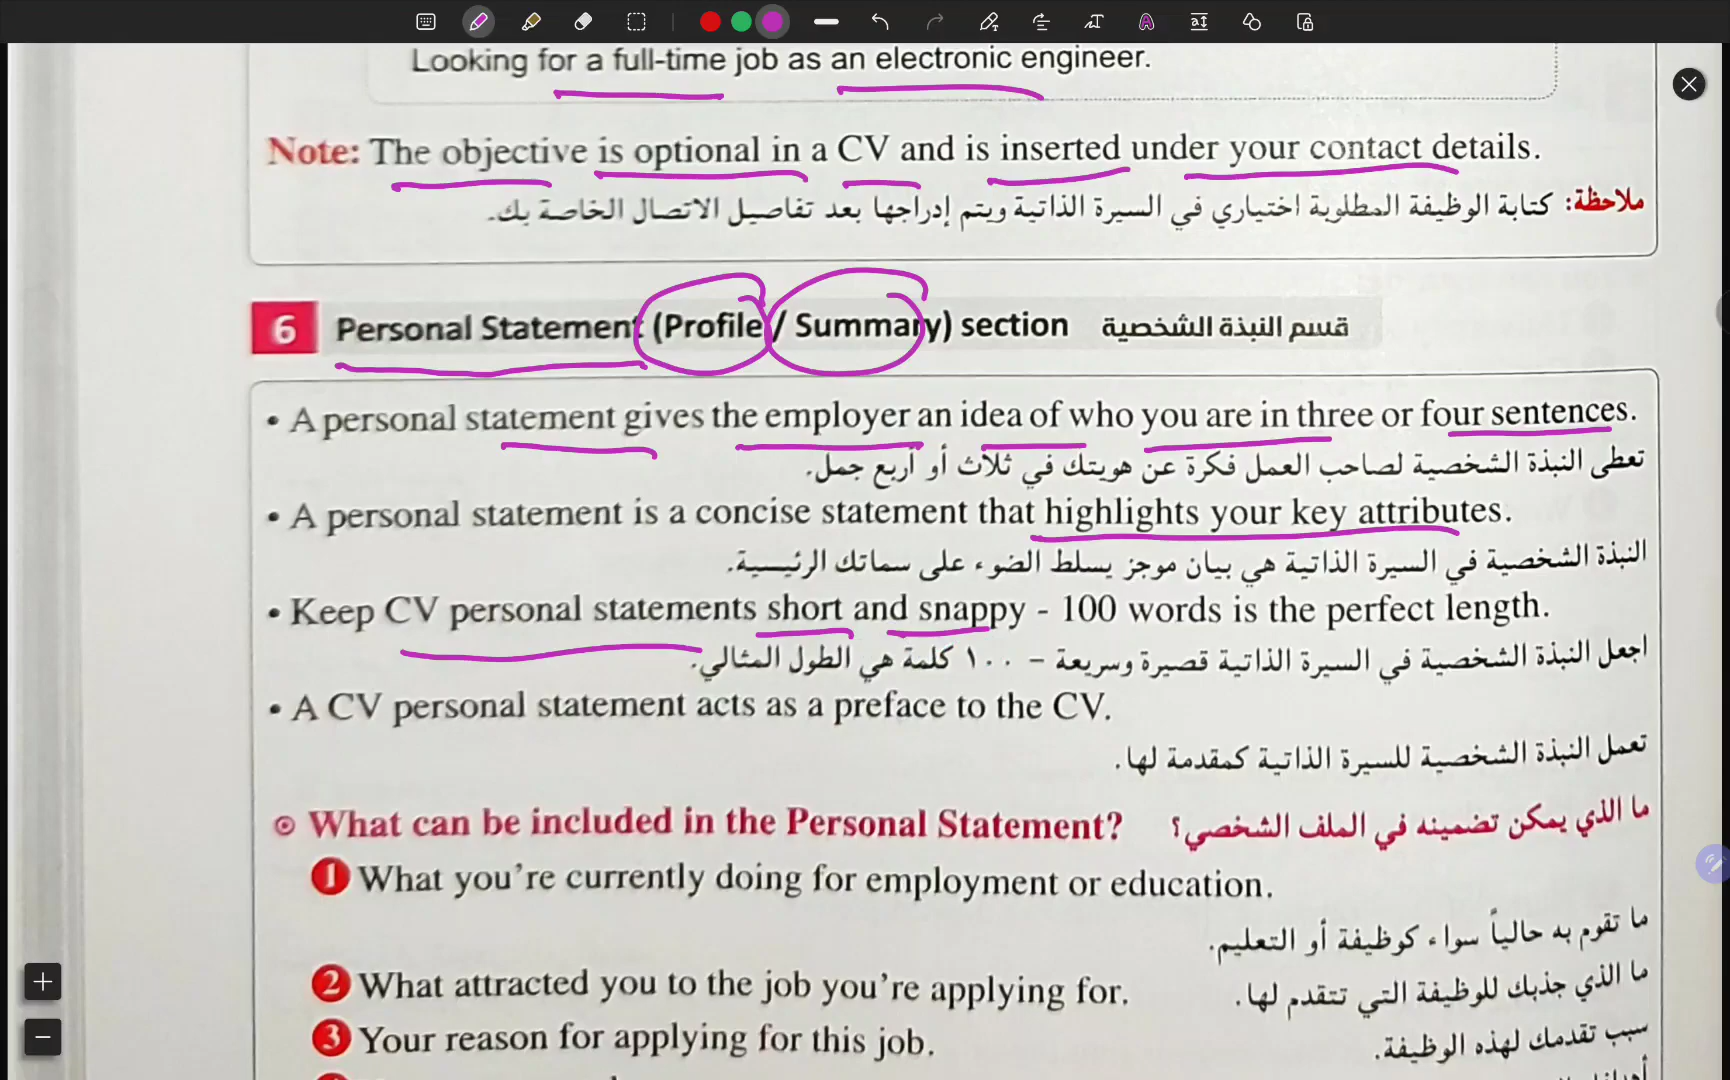 Looking for a full-time job as an electronic engineer.
Note: The objective is optional in a CV and is inserted under your contact details.
ملاحظة: كتابة الوظيفة المطلوبة اختياري في السيرة الذاتية ويتم إدراجها بعد تفاصيل الاتصال الخاصة بك.
6 Personal Statement (Profile / Summary) section قسم النبذة الشخصية
• A personal statement gives the employer an idea of who you are in three or four sentences.
تعطى النبذة الشخصية لصاحب العمل فكرة عن هويتك في ثلاث أو أربع جمل.
• A personal statement is a concise statement that highlights your key attributes.
النبذة الشخصية في السيرة الذاتية هي بيان موجز يسلط الضوء على سماتك الرئيسية.
• Keep CV personal statements short and snappy - 100 words is the perfect length.
اجعل النبذة الشخصية في السيرة الذاتية قصيرة وسريعة – ١٠٠ كلمة هي الطول المثالي.
• A CV personal statement acts as a preface to the CV.
تعمل النبذة الشخصية للسيرة الذاتية كمقدمة لها.
What can be included in the Personal Statement? ما الذي يمكن تضمينه في الملف الشخصي؟
1 What you're currently doing for employment or education.
ما تقوم به حالياً سواء كوظيفة أو التعليم.
2 What attracted you to the job you're applying for. ما الذي جذبك للوظيفة التي تتقدم لها.
3 Your reason for applying for this job. سبب تقدمك لهذه الوظيفة.